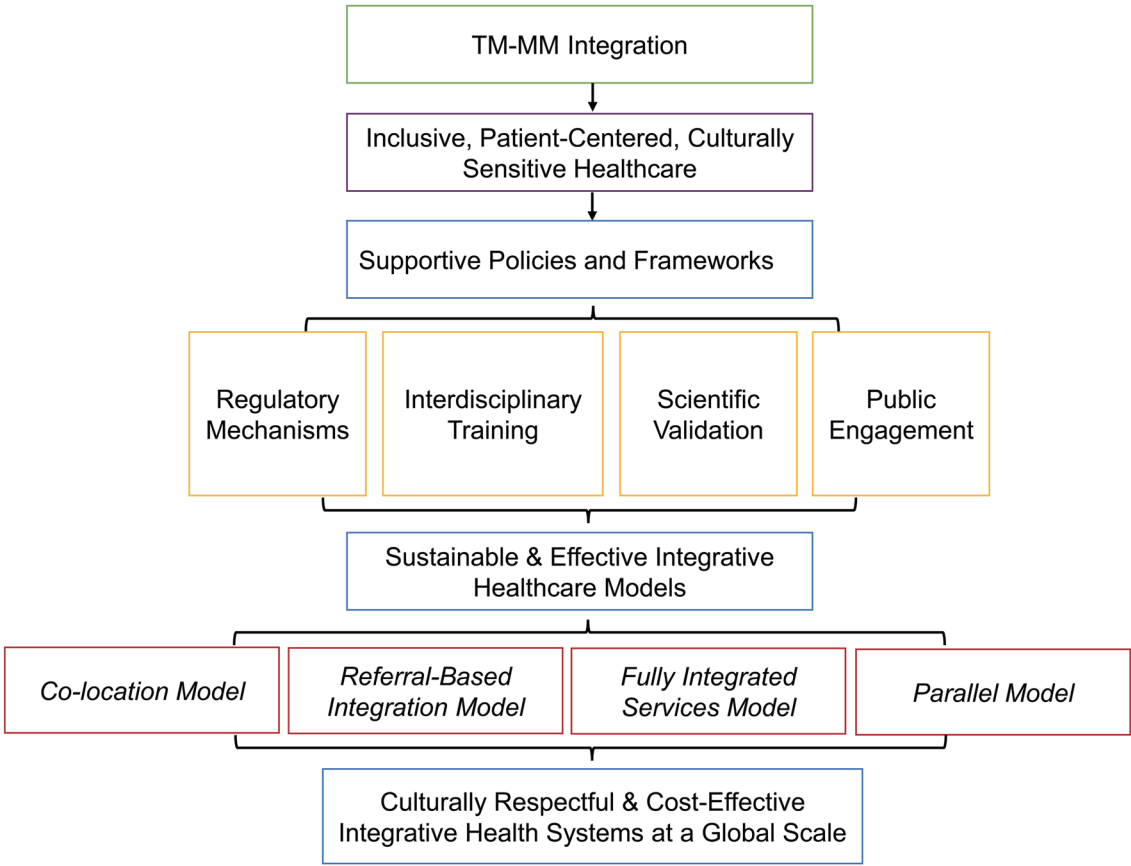 TM-MM Integration
Inclusive, Patient-Centered, Culturally
Sensitive Healthcare
Supportive Policies and Frameworks
Regulatory
Mechanisms
Interdisciplinary
Training
Scientific
Validation
Public
Engagement
Sustainable & Effective Integrative
Healthcare Models
Co-location Model
Referral-Based
Integration Model
Fully Integrated
Services Model
Parallel Model
Culturally Respectful & Cost-Effective
Integrative Health Systems at a Global Scale